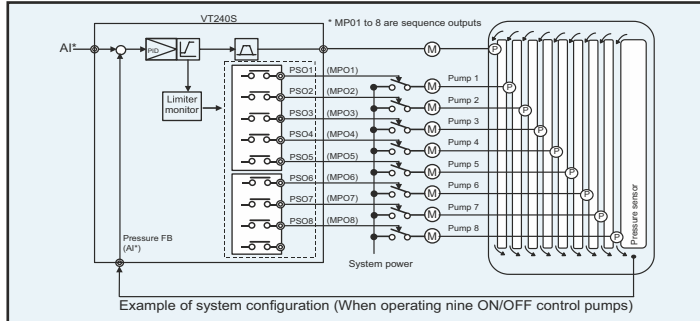 VT240S
* MP01 to 8 are sequence outputs
AI*
PID
M
P
Limiter
monitor
PSO1 (MPO1)
PSO2 (MPO2)
PSO3 (MPO3)
PSO4 (MPO4)
PSO5 (MPO5)
PSO6 (MPO6)
PSO7 (MPO7)
PSO8 (MPO8)
M Pump 1 P
M Pump 2 P
M Pump 3 P
M Pump 4 P
M Pump 5 P
M Pump 6 P
M Pump 7 P
M Pump 8 P
Pressure sensor
Pressure FB
(AI*)
System power
Example of system configuration (When operating nine ON/OFF control pumps)